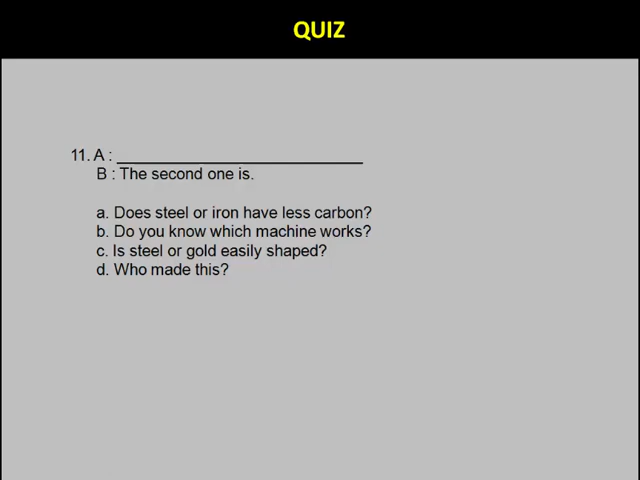 QUIZ
11. A : ____________________________
B : The second one is.
a. Does steel or iron have less carbon?
b. Do you know which machine works?
c. Is steel or gold easily shaped?
d. Who made this?